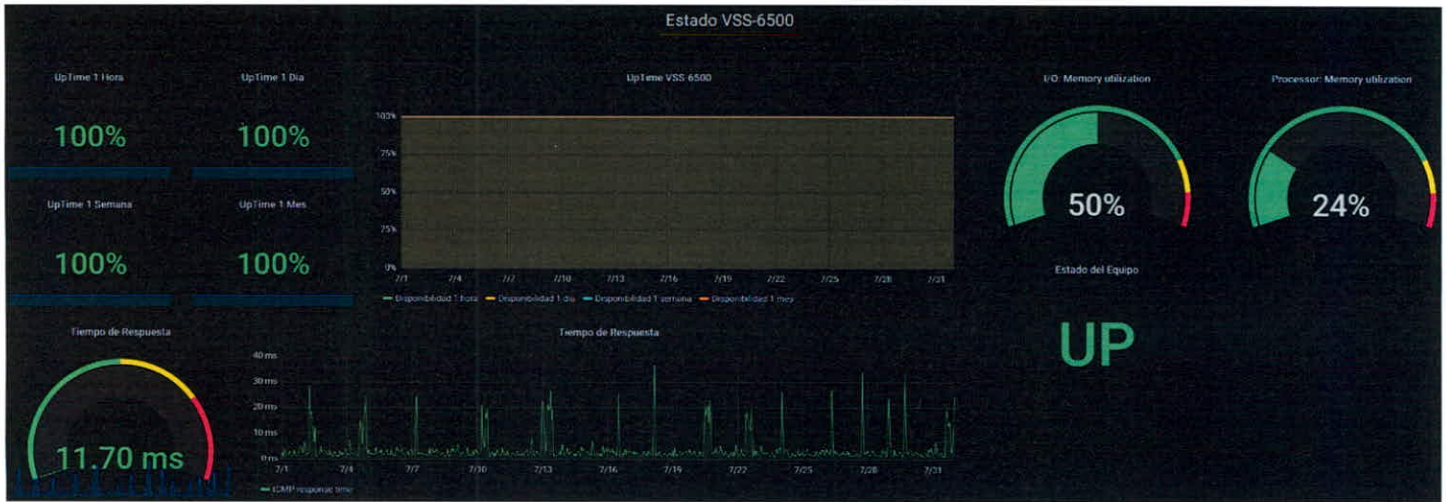 Estado VSS-6500
UpTime 1 Hora
UpTime 1 Dia
100%
100%
UpTime 1 Semana
UpTime 1 Mes
100%
100%
UpTime VSS-6500
100%
75%
50%
25%
0%
7/1 7/4 7/7 7/10 7/13 7/16 7/19 7/22 7/25 7/28 7/31
Disponibilidad 1 hora Disponibilidad 1 dia Disponibilidad 1 semana Disponibilidad 1 mes
I/O: Memory utilization
50%
Processor: Memory utilization
24%
Estado del Equipo
UP
Tiempo de Respuesta
11.70 ms
Tiempo de Respuesta
40 ms
30 ms
20 ms
10 ms
0 ms
7/1 7/4 7/7 7/10 7/13 7/16 7/19 7/22 7/25 7/28 7/31
ICMP response time